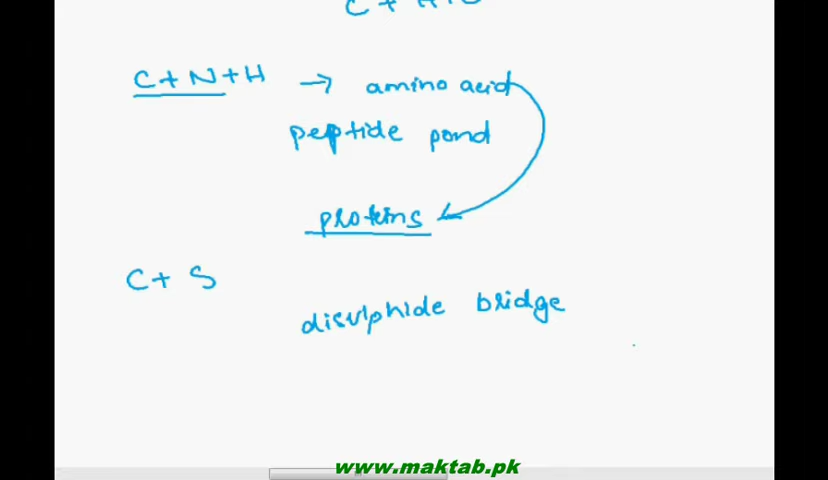 C + N + H → amino acid
peptide pond
proteins
C + S
disulphide bridge
www.maktab.pk